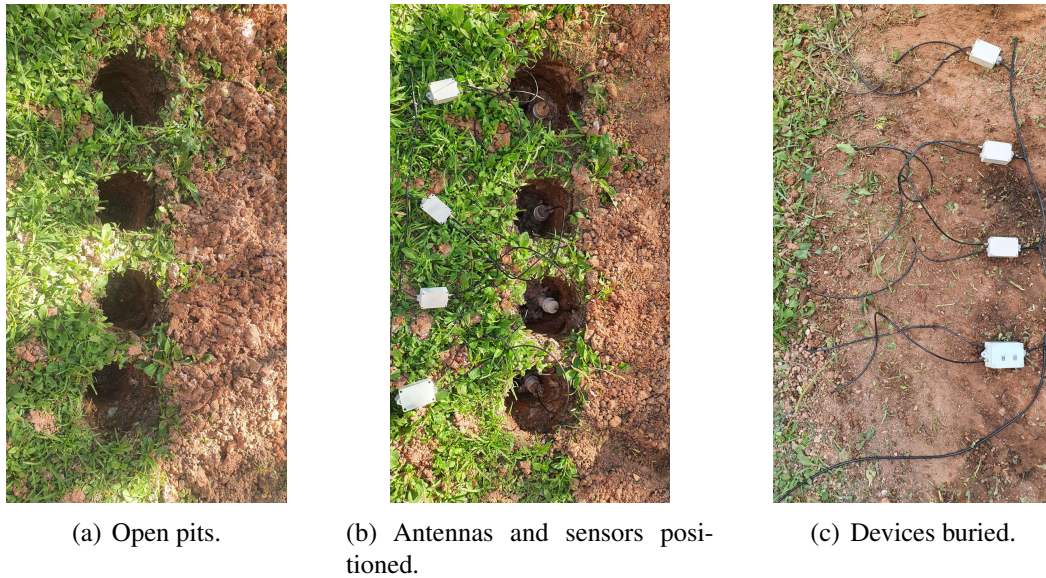 (a) Open pits.
(b) Antennas and sensors posi-
tioned.
(c) Devices buried.